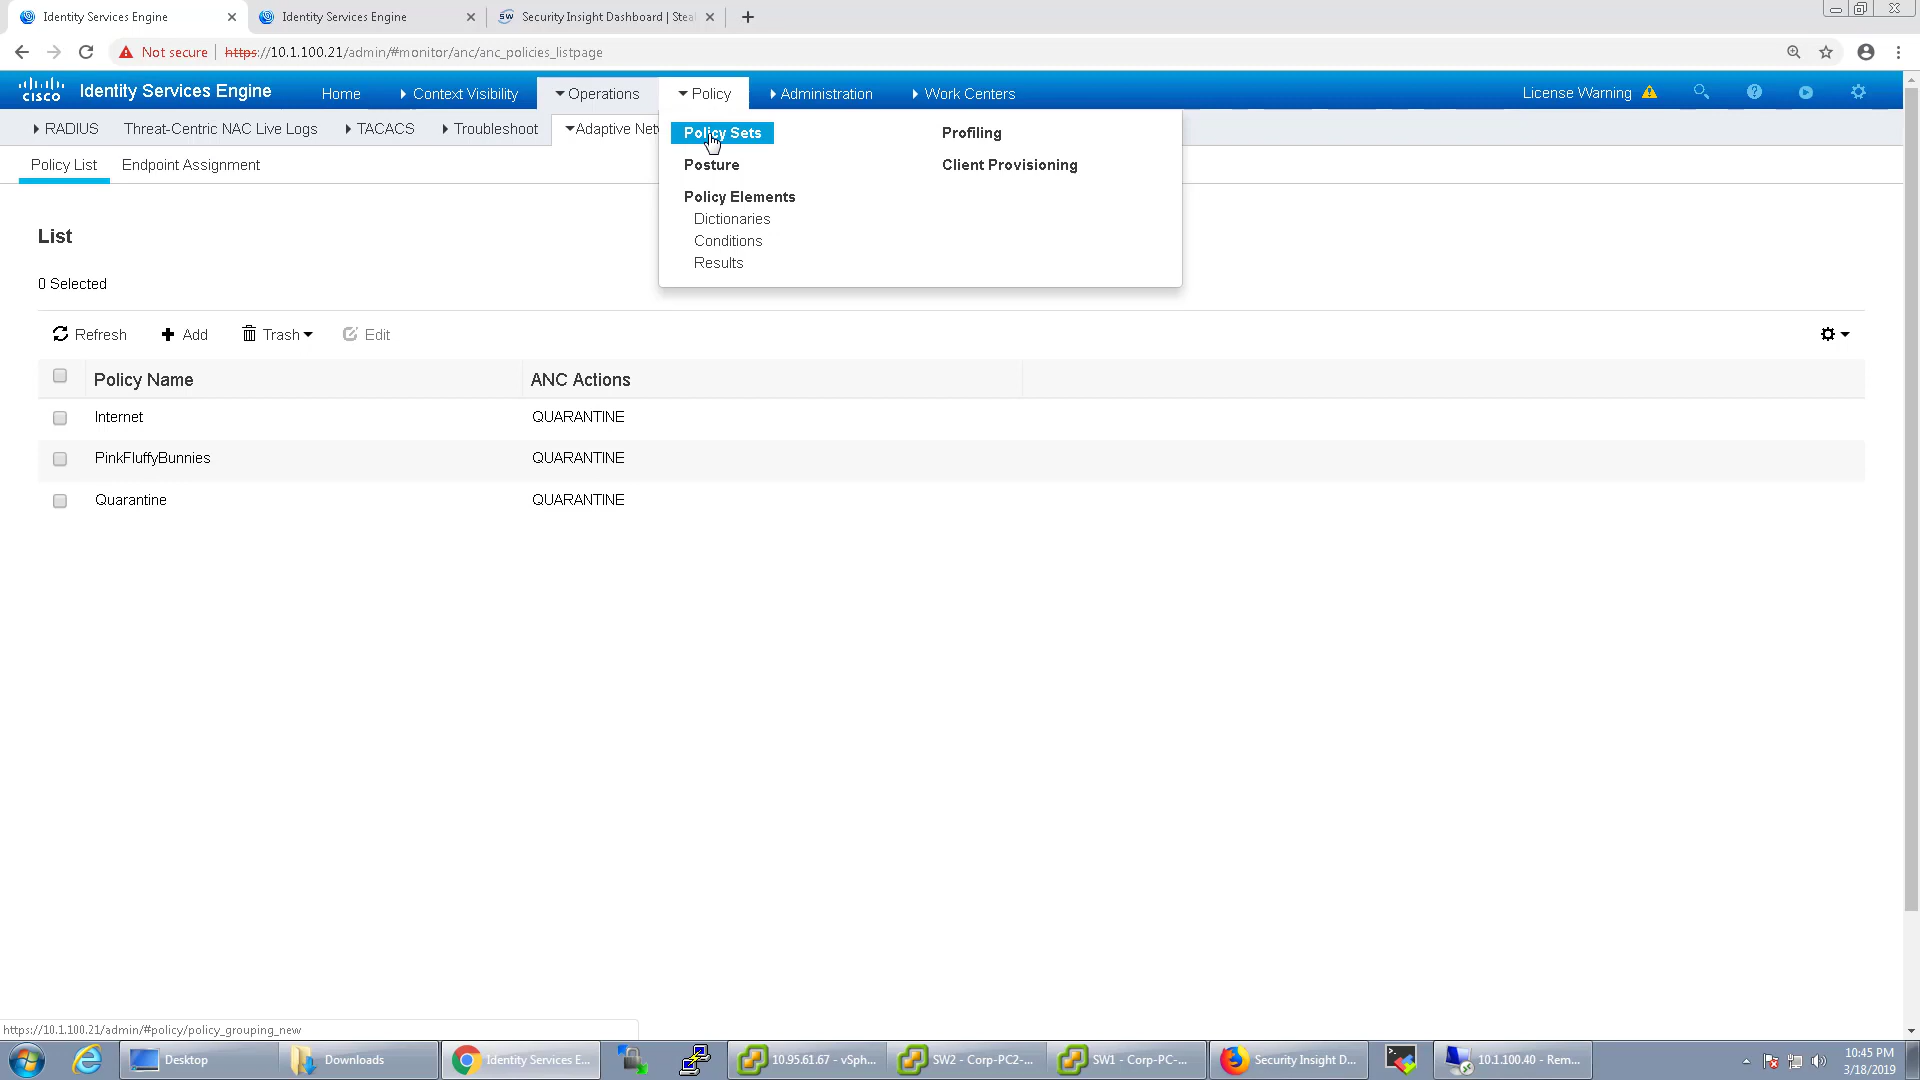 Identity Services Engine
Identity Services Engine
Security Insight Dashboard | Steal
Not secure | https://10.1.100.21/admin/#monitor/anc/anc_policies_listpage
cisco Identity Services Engine Home Context Visibility Operations Policy Administration Work Centers License Warning
RADIUS Threat-Centric NAC Live Logs TACACS Troubleshoot Adaptive Netw
Policy Sets Profiling
Policy List Endpoint Assignment Posture Client Provisioning
Policy Elements
Dictionaries
Conditions
Results
List
0 Selected
Refresh Add Trash Edit
Policy Name ANC Actions
Internet QUARANTINE
PinkFluffyBunnies QUARANTINE
Quarantine QUARANTINE
https://10.1.100.21/admin/#policy/policy_grouping_new
Desktop Downloads Identity Services E... 10.95.61.67 - vSph... SW2 - Corp-PC2-... SW1 - Corp-PC-... Security Insight D... 10.1.100.40 - Rem...
10:45 PM
3/18/2019